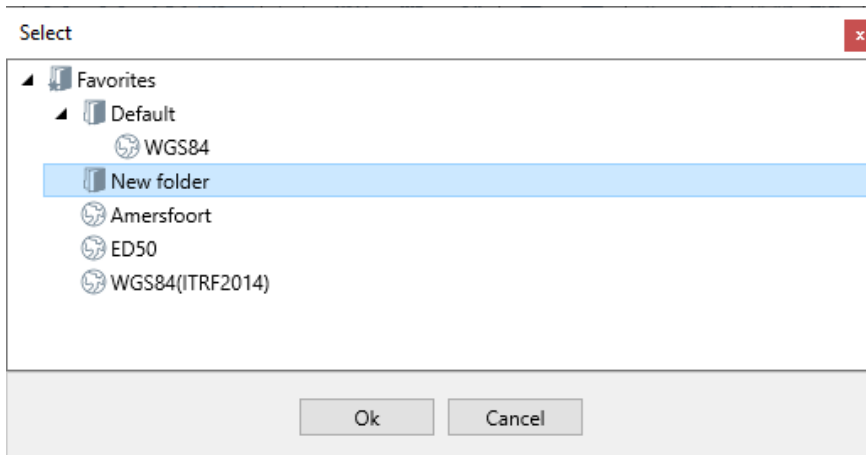 Select
x
Favorites
Default
WGS84
New folder
Amersfoort
ED50
WGS84(ITRF2014)
Ok Cancel